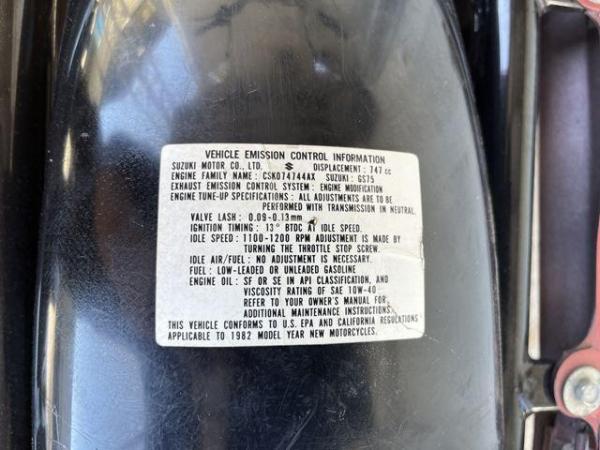 VEHICLE EMISSION CONTROL INFORMATION
SUZUKI MOTOR CO., LTD. DISPLACEMENT : 747 cc
ENGINE FAMILY NAME : CSK074744AX SUZUKI : GS75
EXHAUST EMISSION CONTROL SYSTEM : ENGINE MODIFICATION
ENGINE TUNE-UP SPECIFICATIONS : ALL ADJUSTMENTS ARE TO BE
PERFORMED WITH TRANSMISSION IN NEUTRAL.
VALVE LASH : 0.09-0.13mm
IGNITION TIMING : 13° BTDC AT IDLE SPEED.
IDLE SPEED : 1100-1200 RPM ADJUSTMENT IS MADE BY
TURNING THE THROTTLE STOP SCREW.
IDLE AIR/FUEL : NO ADJUSTMENT IS NECESSARY.
FUEL : LOW-LEADED OR UNLEADED GASOLINE
ENGINE OIL : SF OR SE IN API CLASSIFICATION, AND
VISCOSITY RATING OF SAE 10W-40
REFER TO YOUR OWNER'S MANUAL FOR
ADDITIONAL MAINTENANCE INSTRUCTIONS.
THIS VEHICLE CONFORMS TO U.S. EPA AND CALIFORNIA REGULATIONS
APPLICABLE TO 1982 MODEL YEAR NEW MOTORCYCLES.